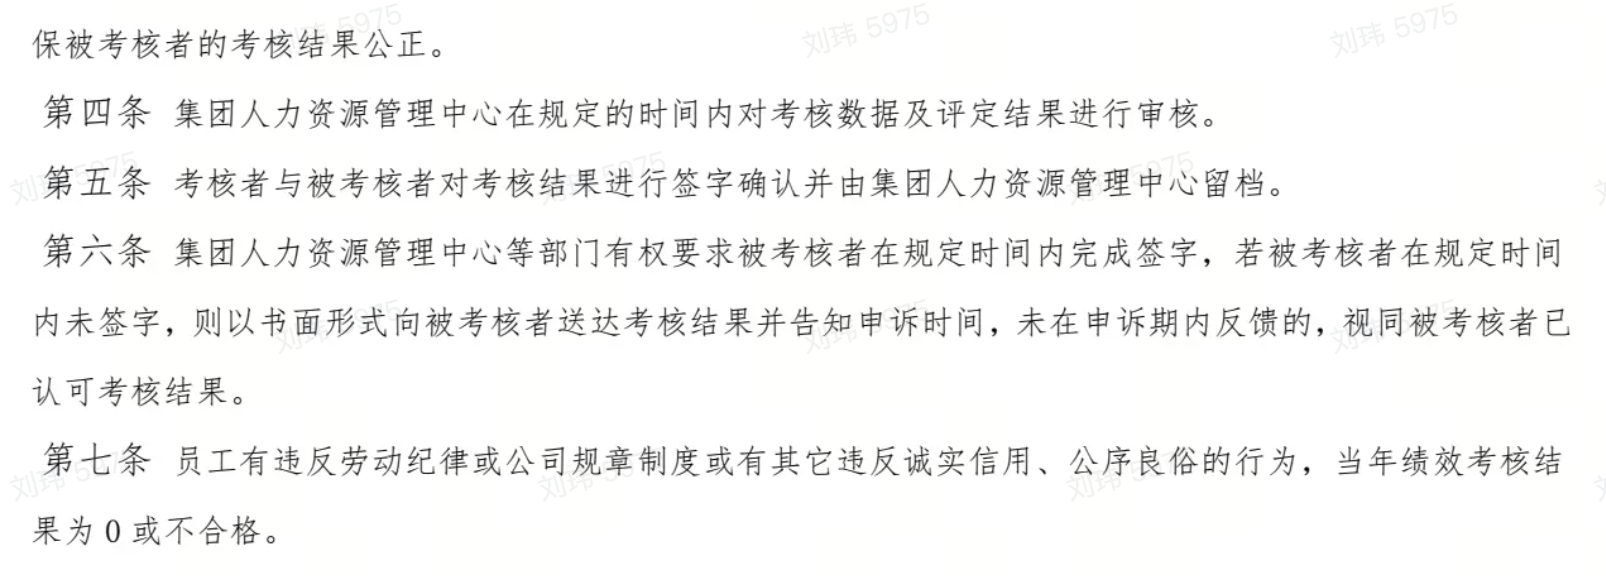 保被考核者的考核结果公正。
第四条 集团人力资源管理中心在规定的时间内对考核数据及评定结果进行审核。
第五条 考核者与被考核者对考核结果进行签字确认并由集团人力资源管理中心留档。
第六条 集团人力资源管理中心等部门有权要求被考核者在规定时间内完成签字，若被考核者在规定时间
内未签字，则以书面形式向被考核者送达考核结果并告知申诉时间，未在申诉期内反馈的，视同被考核者已
认可考核结果。
第七条 员工有违反劳动纪律或公司规章制度或有其它违反诚实信用、公序良俗的行为，当年绩效考核结
果为 0 或不合格。
刘玮 5975
刘玮 5975
刘玮 5975
刘玮 5975
刘玮 5975
刘玮 5975
刘玮 5975
刘玮 5975
刘玮 5975
刘玮 5975
刘玮 5975
刘玮 5975